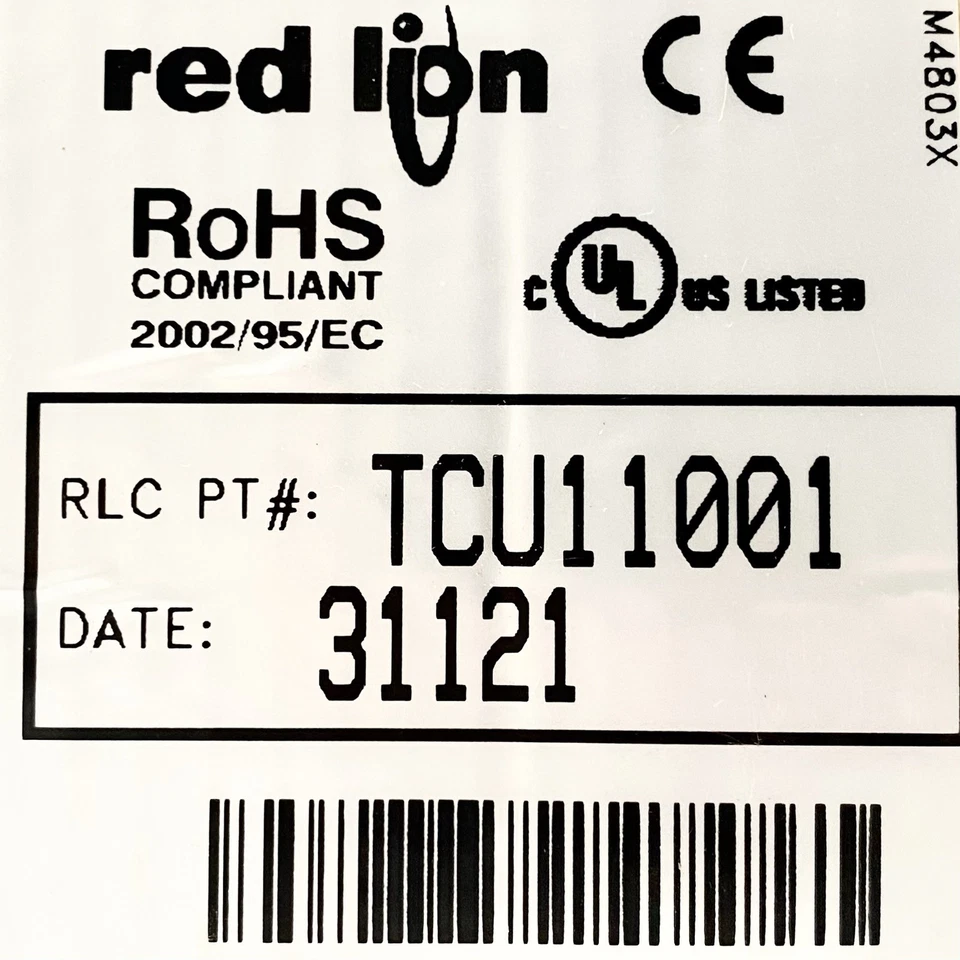 red lion
CE
M4803X
RoHS
COMPLIANT
2002/95/EC
C UL US LISTED
RLC PT#: TCU11001
DATE: 31121